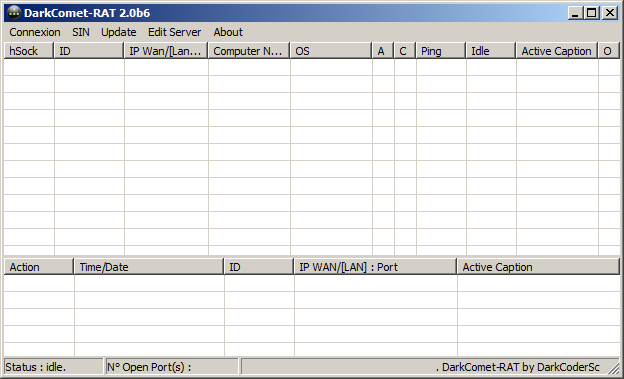 DarkComet-RAT 2.0b6
Connexion SIN Update Edit Server About
hSock ID IP Wan/[Lan... Computer N... OS A C Ping Idle Active Caption O
Action Time/Date ID IP WAN/[LAN] : Port Active Caption
Status : idle. N° Open Port(s) : . DarkComet-RAT by DarkCoderSc